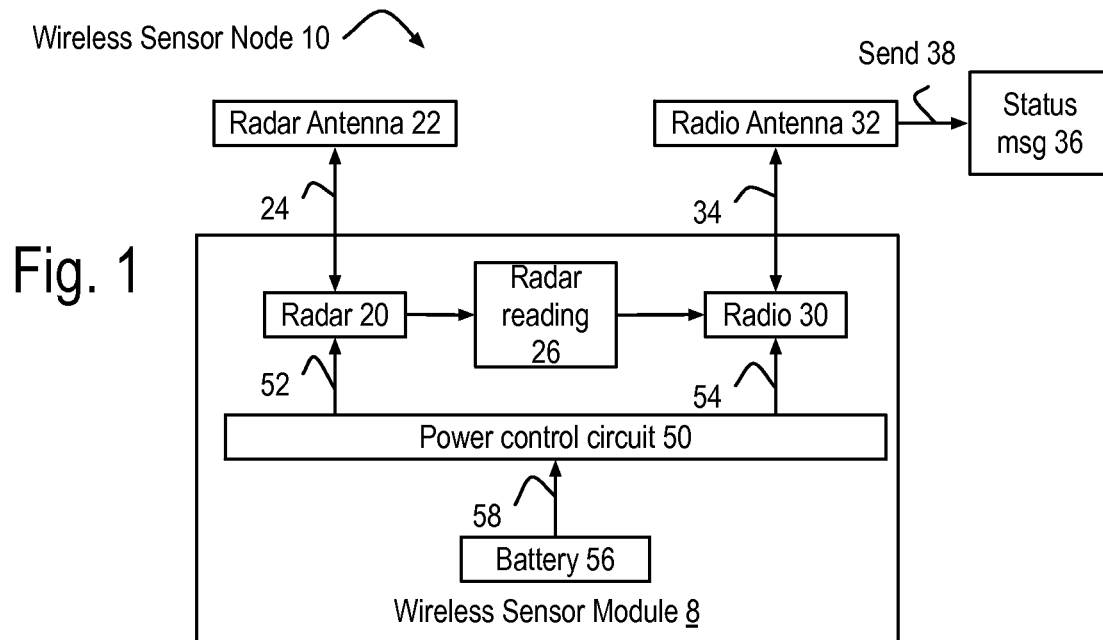 Wireless Sensor Node 10
Send 38
Radar Antenna 22
Radio Antenna 32
Status
msg 36
24
34
Fig. 1
Radar 20
Radar
reading
26
Radio 30
52
54
Power control circuit 50
58
Battery 56
Wireless Sensor Module 8